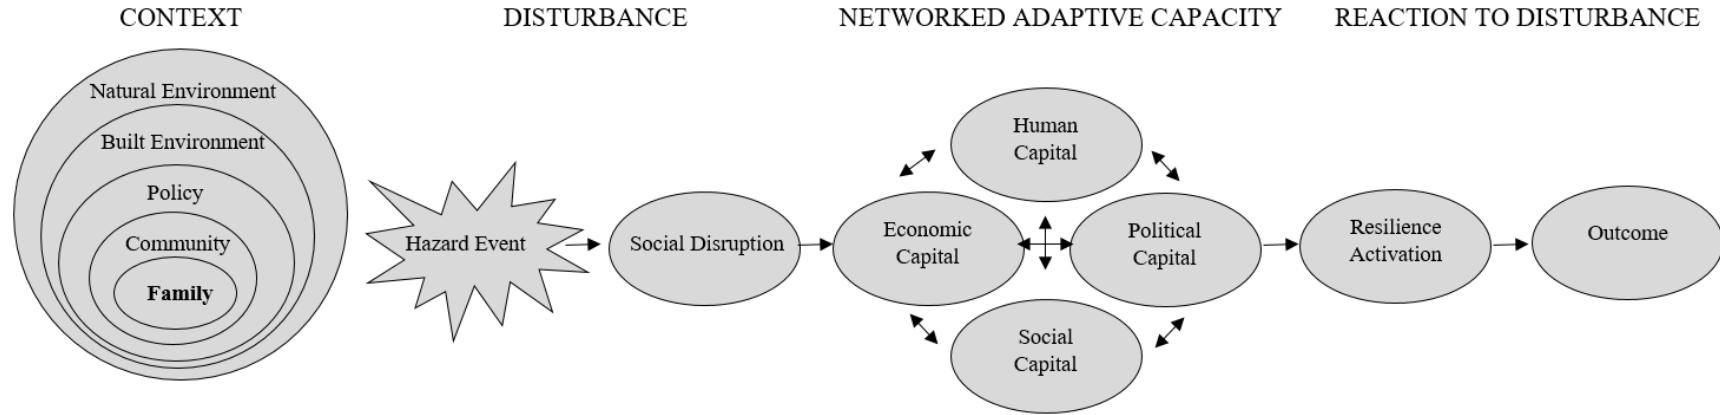 CONTEXT
DISTURBANCE
NETWORKED ADAPTIVE CAPACITY
REACTION TO DISTURBANCE
Natural Environment
Built Environment
Policy
Community
Family
Hazard Event
Social Disruption
Human
Capital
Economic
Capital
Political
Capital
Social
Capital
Resilience
Activation
Outcome